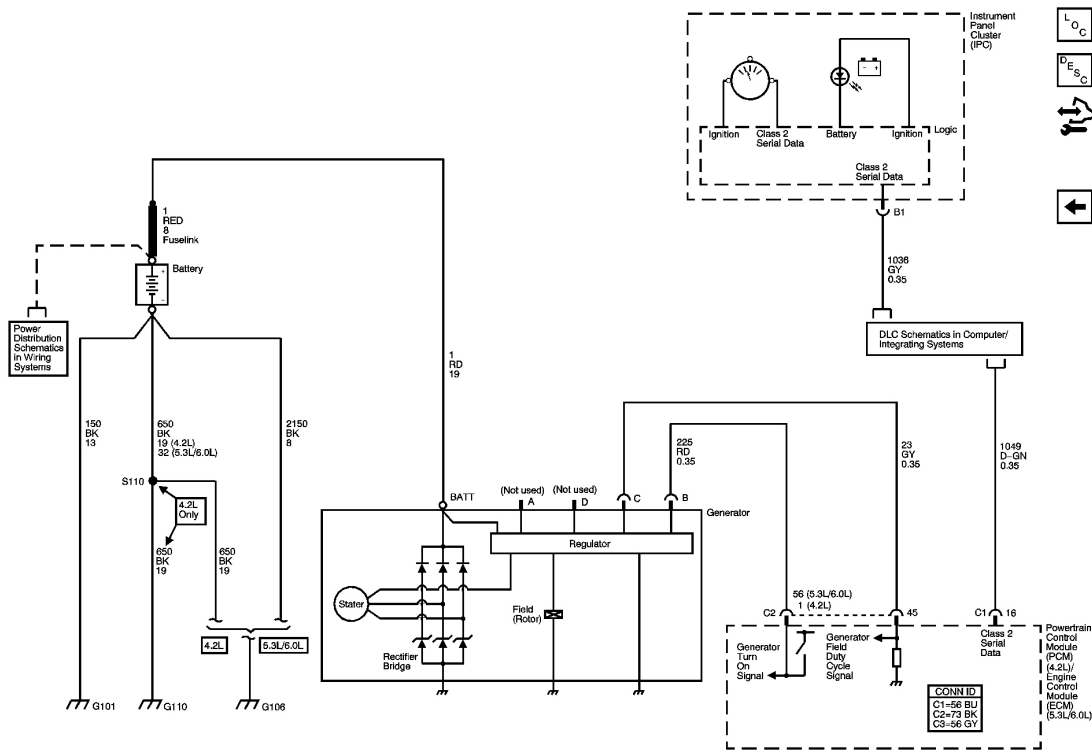 Instrument
Panel
Cluster
(IPC)
LOC
DESC
- +
Ignition
Class 2
Serial Data
Battery
Ignition
Logic
Class 2
Serial Data
B1
1036
GY
0.35
DLC Schematics in Computer/
Integrating Systems
1049
D-GN
0.35
1
RED
8
Fuselink
Battery
+
-
Power
Distribution
Schematics
in Wiring
Systems
1
RD
19
150
BK
13
650
BK
19 (4.2L)
32 (5.3L/6.0L)
2150
BK
8
S110
4.2L
Only
650
BK
19
650
BK
19
4.2L
5.3L/6.0L
G101
G110
G106
BATT
(Not used)
A
(Not used)
D
C
B
Generator
225
RD
0.35
23
GY
0.35
Regulator
Stater
Field
(Rotor)
Rectifier
Bridge
56 (5.3L/6.0L)
1 (4.2L)
C2
45
C1
16
Generator
Turn
On
Signal
Generator
Field
Duty
Cycle
Signal
Class 2
Serial
Data
Powertrain
Control
Module
(PCM)
(4.2L)/
Engine
Control
Module
(ECM)
(5.3L/6.0L)
CONN ID
C1=56 BU
C2=73 BK
C3=56 GY